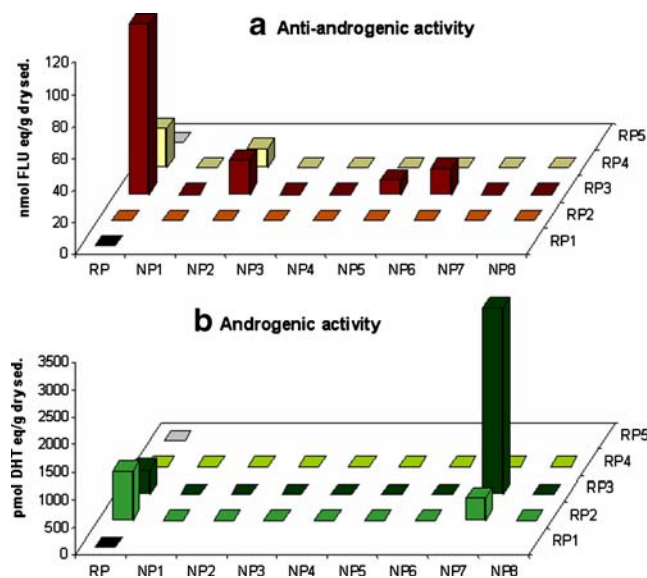 a Anti-androgenic activity
nmol FLU eq/g dry sed.
120
100
80
60
40
20
0
RP5
RP4
RP3
RP2
RP1
RP NP1 NP2 NP3 NP4 NP5 NP6 NP7 NP8
b Androgenic activity
pmol DHT eq/g dry sed.
3500
3000
2500
2000
1500
1000
500
0
RP5
RP4
RP3
RP2
RP1
RP NP1 NP2 NP3 NP4 NP5 NP6 NP7 NP8